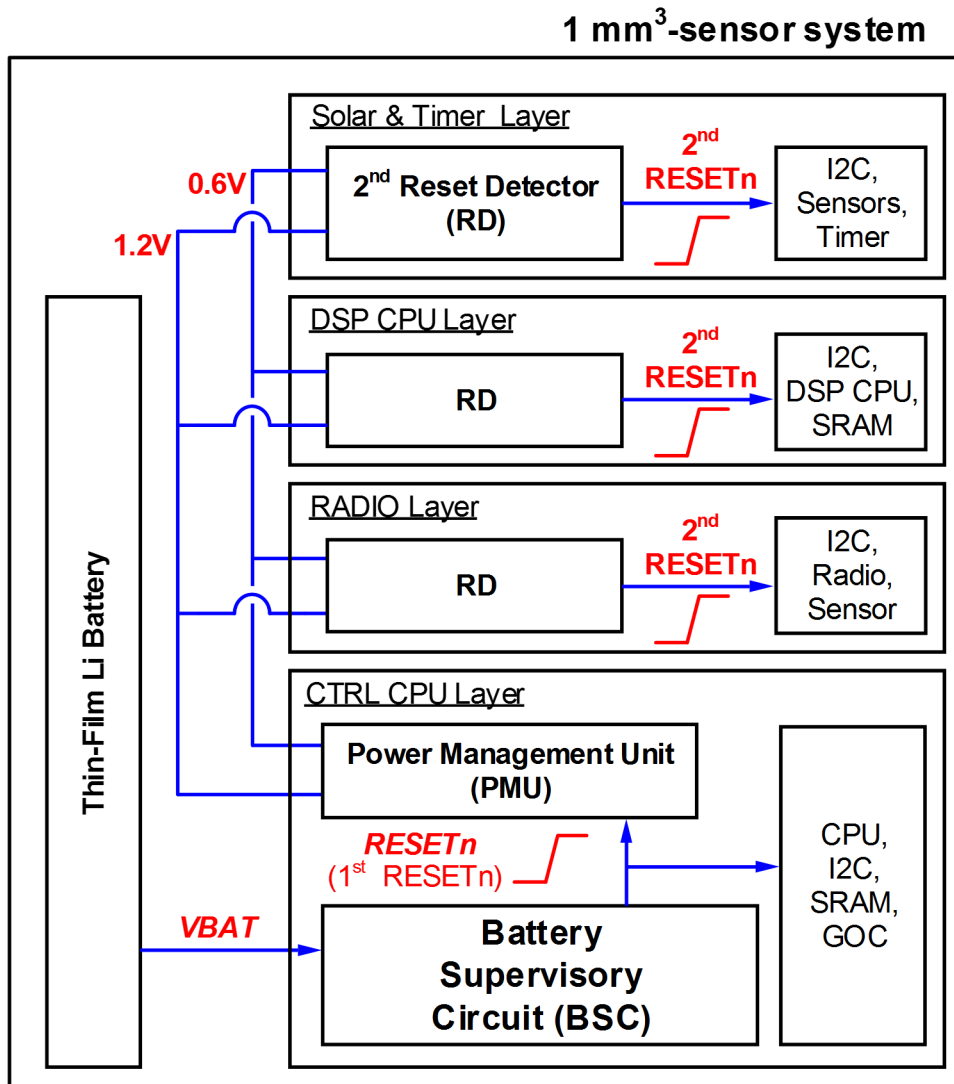 1 mm³-sensor system
Solar & Timer Layer
0.6V
1.2V
2nd Reset Detector
(RD)
2nd
RESETn
I2C,
Sensors,
Timer
DSP CPU Layer
RD
2nd
RESETn
I2C,
DSP CPU,
SRAM
RADIO Layer
RD
2nd
RESETn
I2C,
Radio,
Sensor
Thin-Film Li Battery
CTRL CPU Layer
Power Management Unit
(PMU)
RESETn
(1st RESETn)
VBAT
Battery
Supervisory
Circuit (BSC)
CPU,
I2C,
SRAM,
GOC